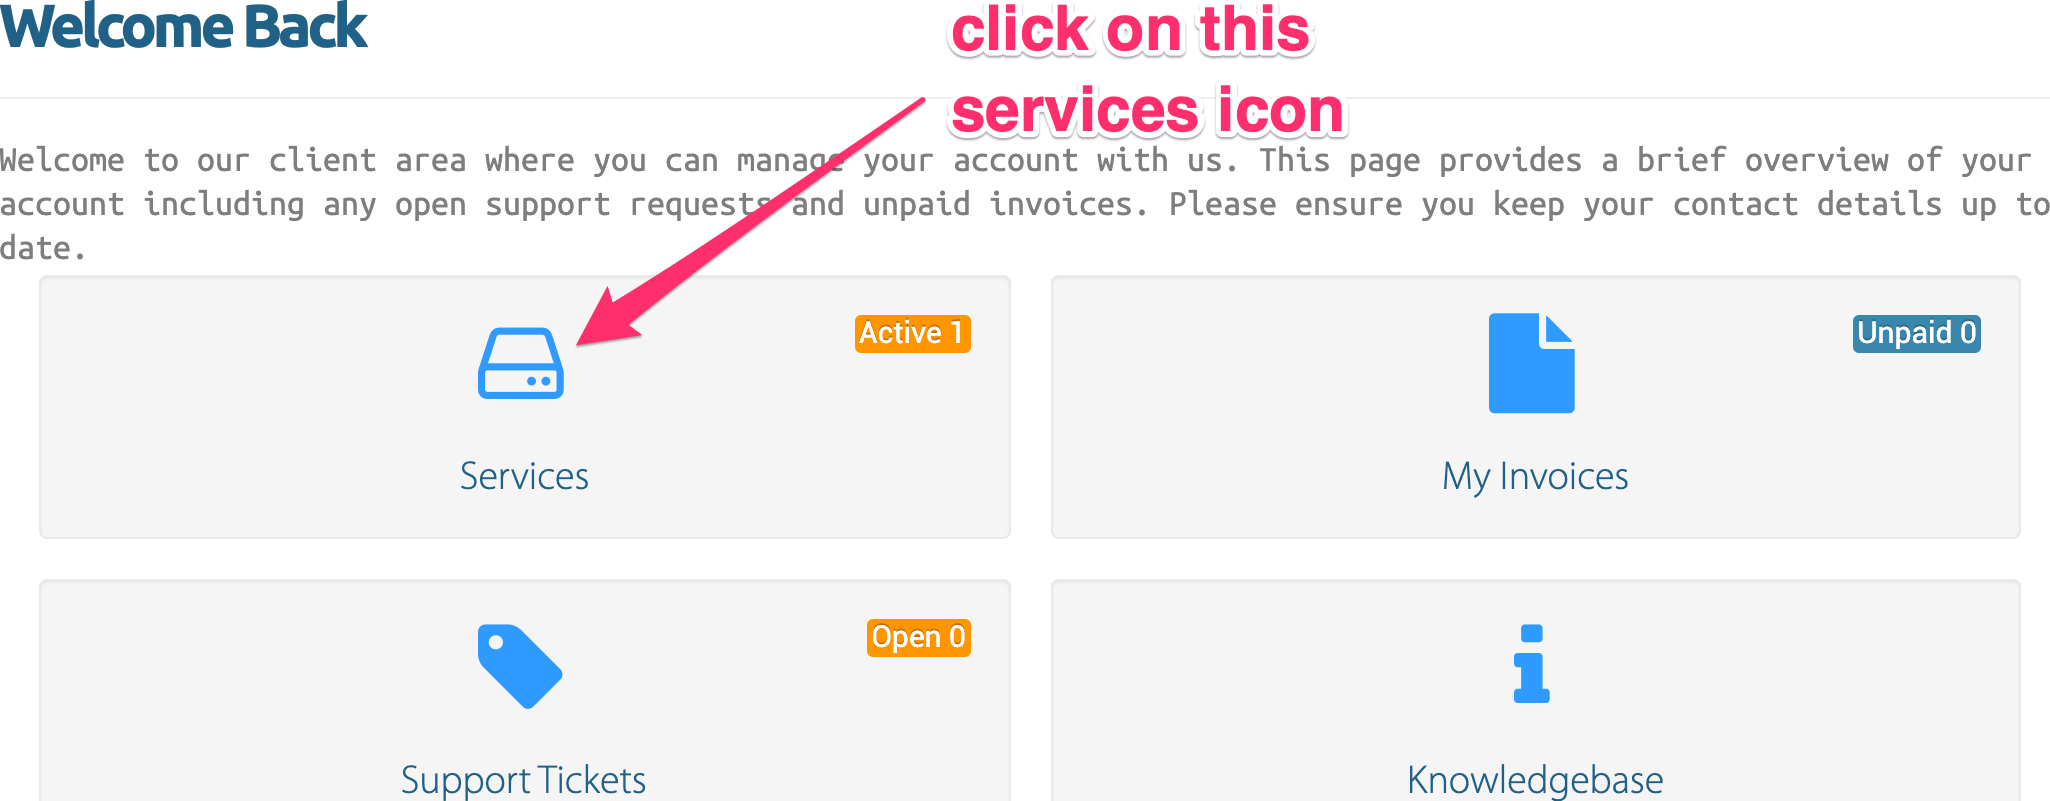 Welcome Back
click on this
services icon
Welcome to our client area where you can manage your account with us. This page provides a brief overview of your
account including any open support requests and unpaid invoices. Please ensure you keep your contact details up to
date.
Active 1
Services
Unpaid 0
My Invoices
Open 0
Support Tickets
Knowledgebase